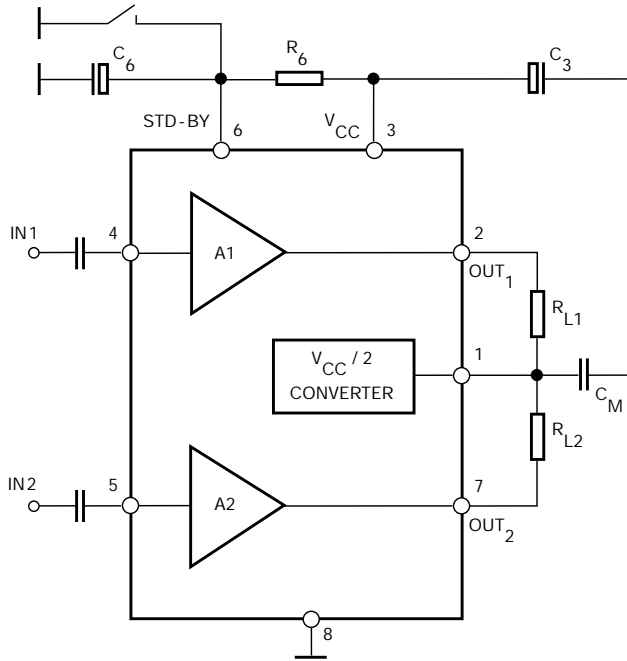 C6
R6
C3
STD-BY
6
VCC
3
IN1
4
A1
2
OUT1
RL1
VCC / 2
CONVERTER
1
CM
RL2
IN2
5
A2
7
OUT2
8